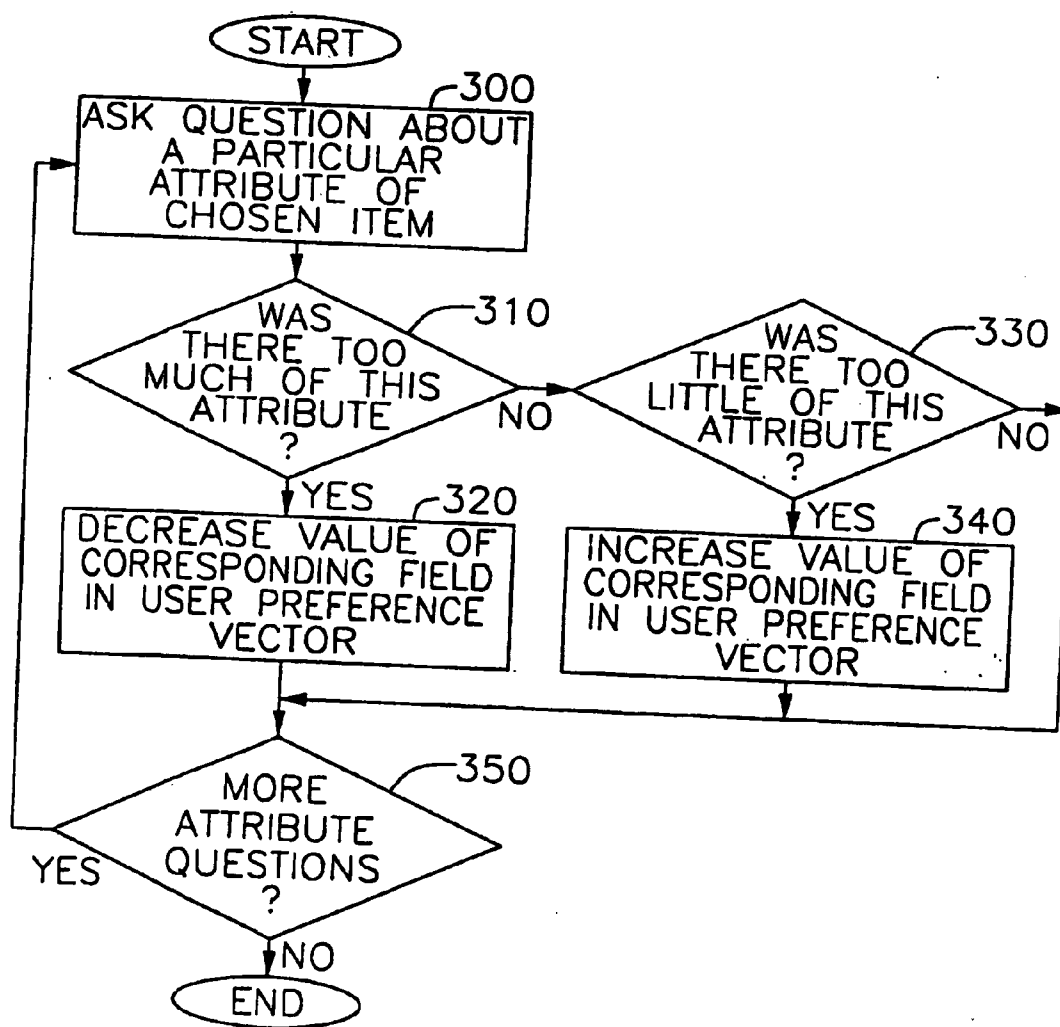 START
300
ASK QUESTION ABOUT
A PARTICULAR
ATTRIBUTE OF
CHOSEN ITEM
310
WAS
THERE TOO
MUCH OF THIS
ATTRIBUTE
?
NO
330
WAS
THERE TOO
LITTLE OF THIS
ATTRIBUTE
?
NO
YES
320
DECREASE VALUE OF
CORRESPONDING FIELD
IN USER PREFERENCE
VECTOR
YES
340
INCREASE VALUE OF
CORRESPONDING FIELD
IN USER PREFERENCE
VECTOR
350
MORE
ATTRIBUTE
QUESTIONS
?
YES
NO
END